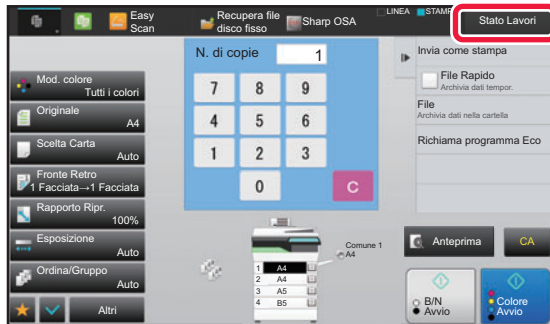 Easy
Scan
Recupera file
disco fisso
Sharp OSA
LINEA
STAMP
Stato Lavori
N. di copie
1
7 8 9
4 5 6
1 2 3
0 C
Mod. colore
Tutti i colori
Originale
A4
Scelta Carta
Auto
Fronte Retro
1 Facciata→1 Facciata
Rapporto Ripr.
100%
Esposizione
Auto
Ordina/Gruppo
Auto
Altri
1 A4
2 A4
3 A5
4 B5
Comune 1
A4
Invia come stampa
File Rapido
Archivia dati tempor.
File
Archivia dati nella cartella
Richiama programma Eco
Anteprima
CA
B/N
Avvio
Colore
Avvio